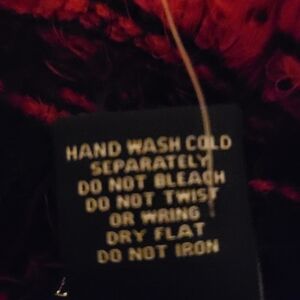 HAND WASH COLD
SEPARATELY
DO NOT BLEACH
DO NOT TWIST
OR WRING
DRY FLAT
DO NOT IRON